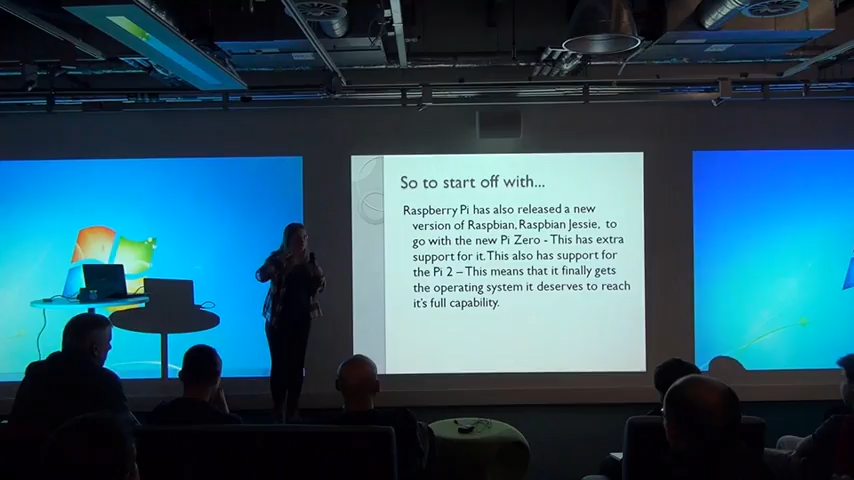 So to start off with...
Raspberry Pi has also released a new
version of Raspbian, Raspbian Jessie, to
go with the new Pi Zero - This has extra
support for it. This also has support for
the Pi 2 – This means that it finally gets
the operating system it deserves to reach
it's full capability.